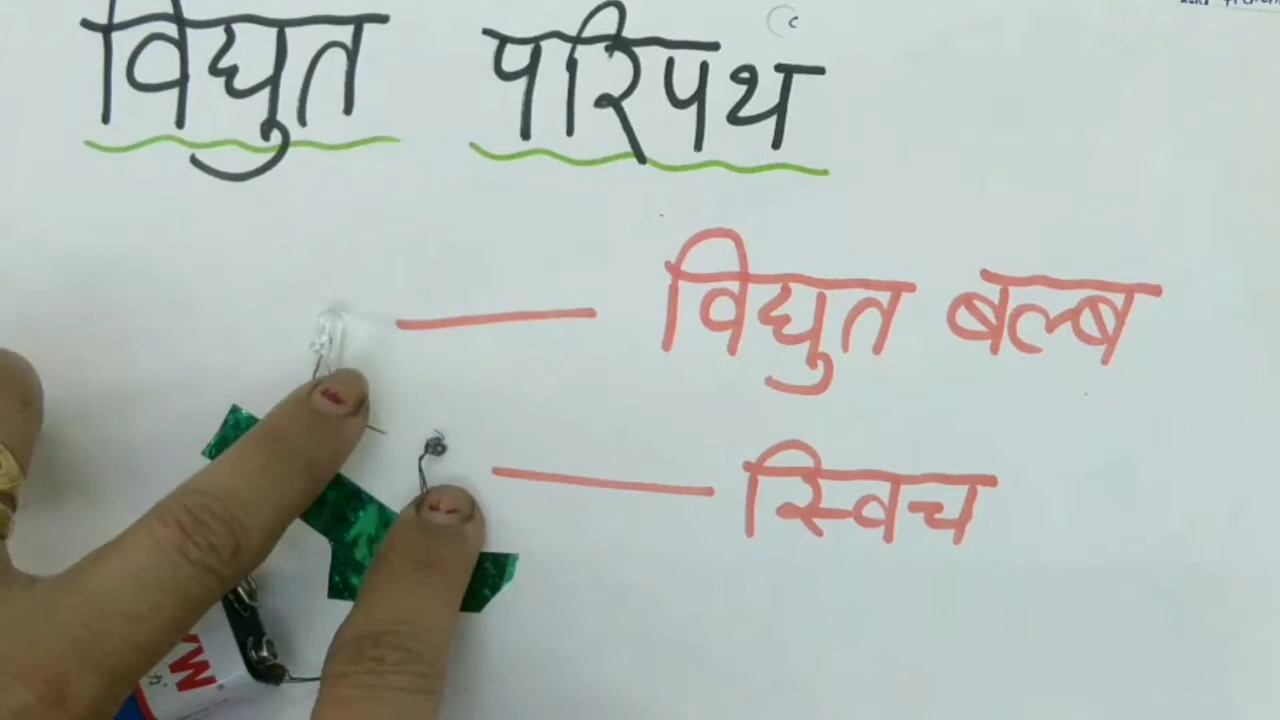 विद्युत परिपथ
विद्युत बल्ब
स्विच